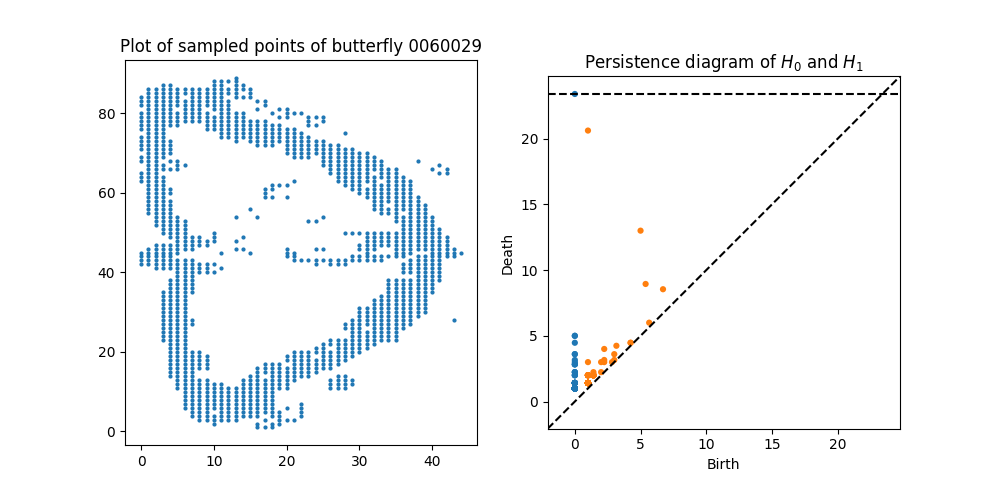 Plot of sampled points of butterfly 0060029
80
60
40
20
0
0 10 20 30 40
Persistence diagram of H₀ and H₁
Death
20
15
10
5
0
0 5 10 15 20
Birth